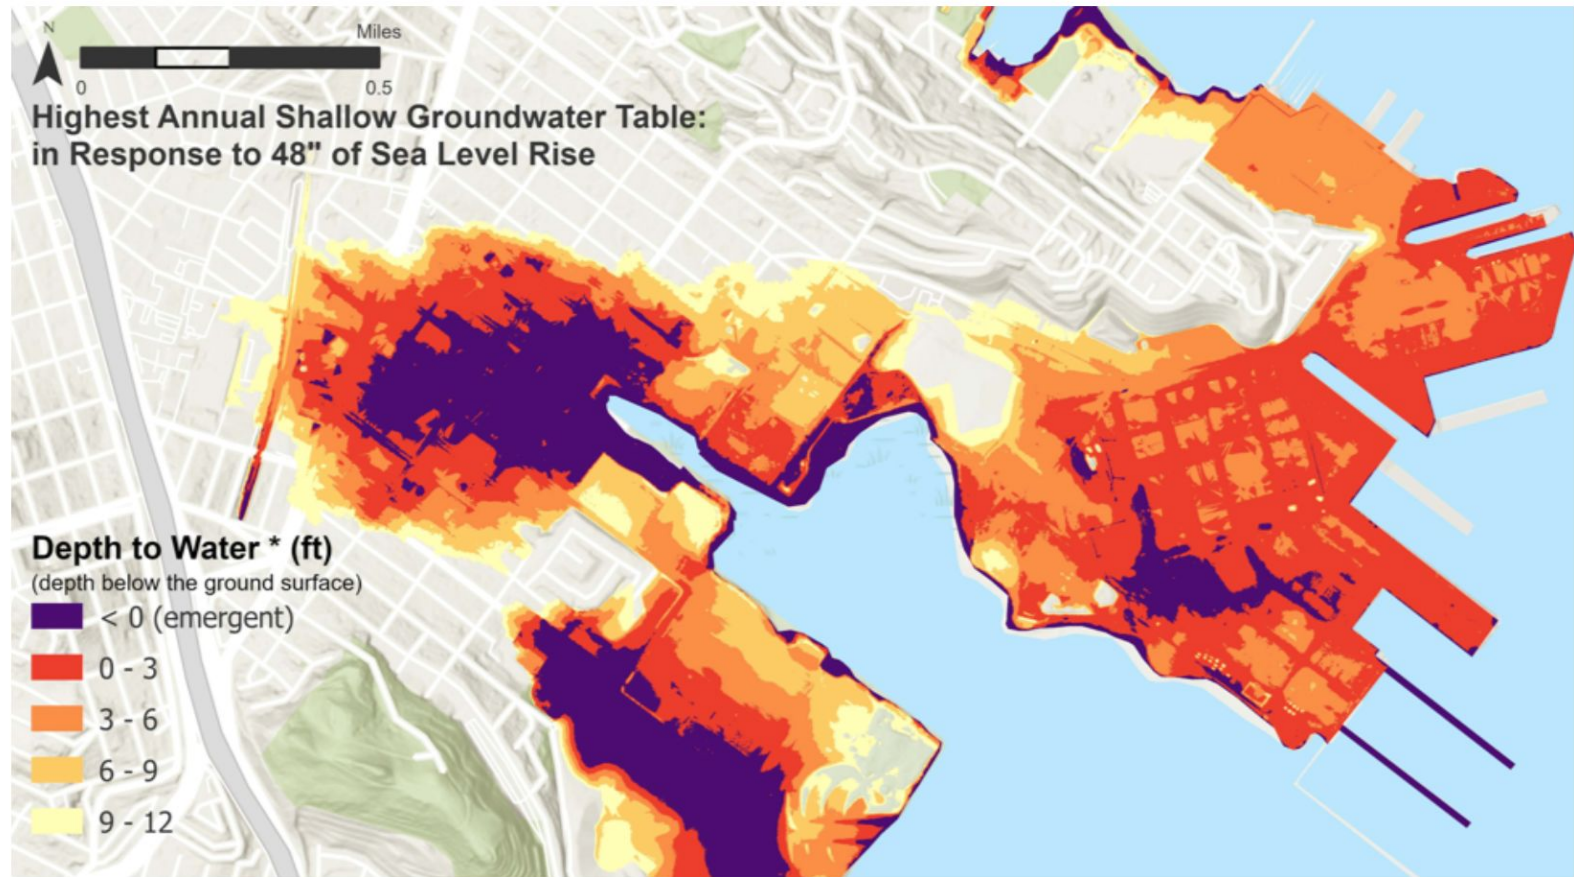 N
Miles
0 0.5
Highest Annual Shallow Groundwater Table:
in Response to 48" of Sea Level Rise
Depth to Water * (ft)
(depth below the ground surface)
< 0 (emergent)
0 - 3
3 - 6
6 - 9
9 - 12